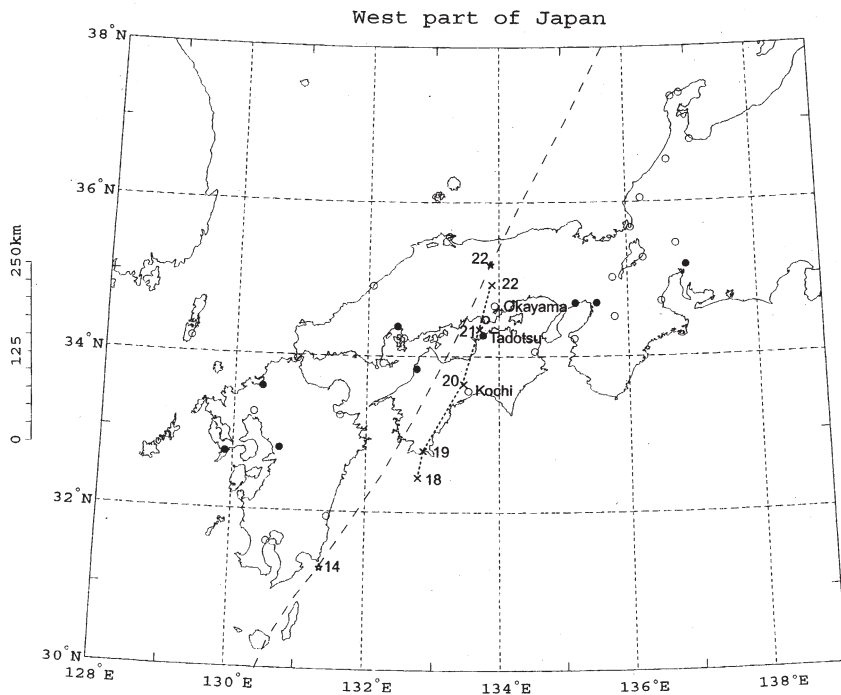 West part of Japan
38°N
36°N
250km
22
22
Okayama
125
34°N
21
Tadotsu
20
Kochi
0
19
18
32°N
14
30°N
128°E
130°E
132°E
134°E
136°E
138°E